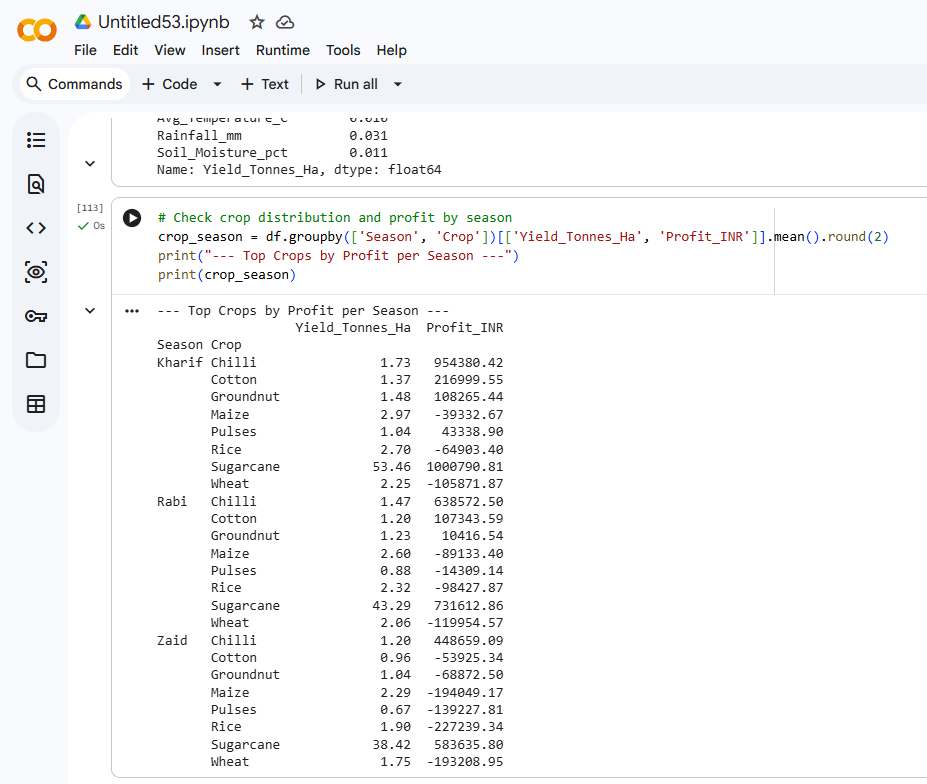 Untitled53.ipynb
File Edit View Insert Runtime Tools Help
Commands + Code + Text Run all
Avg_Temperature_C 0.016
Rainfall_mm 0.031
Soil_Moisture_pct 0.011
Name: Yield_Tonnes_Ha, dtype: float64
[113]
0s
# Check crop distribution and profit by season
crop_season = df.groupby(['Season', 'Crop'])[['Yield_Tonnes_Ha', 'Profit_INR']].mean().round(2)
print("--- Top Crops by Profit per Season ---")
print(crop_season)
--- Top Crops by Profit per Season ---
Yield_Tonnes_Ha Profit_INR
Season Crop
Kharif Chilli 1.73 954380.42
Cotton 1.37 216999.55
Groundnut 1.48 108265.44
Maize 2.97 -39332.67
Pulses 1.04 43338.90
Rice 2.70 -64903.40
Sugarcane 53.46 1000790.81
Wheat 2.25 -105871.87
Rabi Chilli 1.47 638572.50
Cotton 1.20 107343.59
Groundnut 1.23 10416.54
Maize 2.60 -89133.40
Pulses 0.88 -14309.14
Rice 2.32 -98427.87
Sugarcane 43.29 731612.86
Wheat 2.06 -119954.57
Zaid Chilli 1.20 448659.09
Cotton 0.96 -53925.34
Groundnut 1.04 -68872.50
Maize 2.29 -194049.17
Pulses 0.67 -139227.81
Rice 1.90 -227239.34
Sugarcane 38.42 583635.80
Wheat 1.75 -193208.95